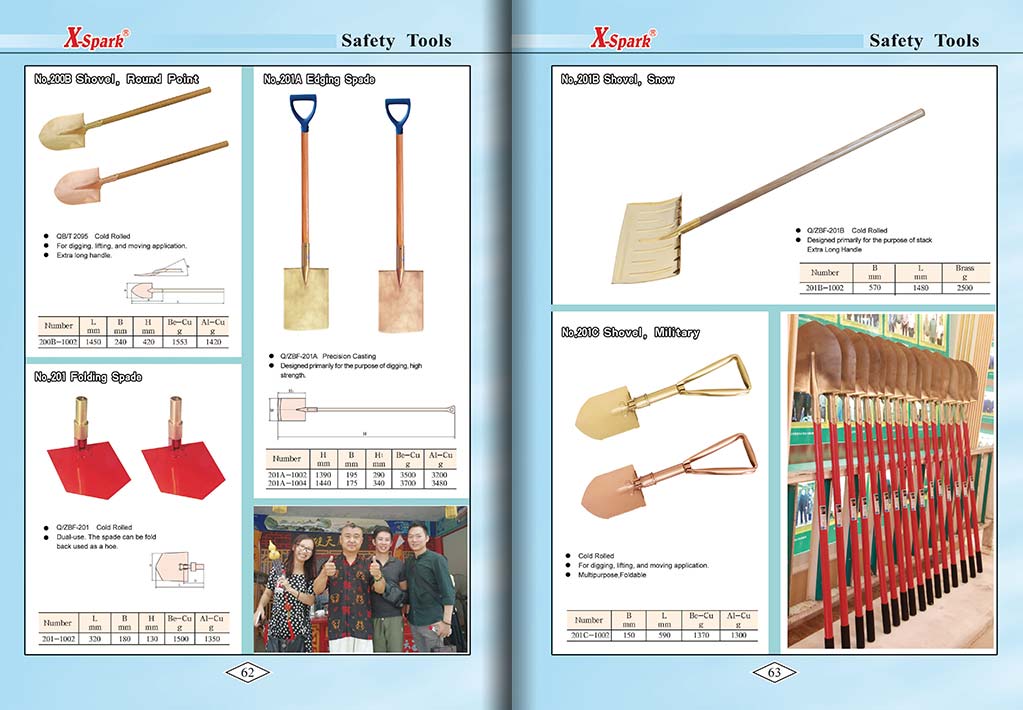 X-Spark®
Safety Tools
No.200B Shovel, Round Point
QB/T 2095 Cold Rolled
For digging, lifting, and moving application.
Extra long handle.
Number L mm B mm H mm Be-Cu g Al-Cu g
200B-1002 1450 240 420 1553 1420
No.201 Folding Spade
Q/ZBF-201 Cold Rolled
Dual-use. The spade can be fold
back used as a hoe.
Number L mm B mm H mm Be-Cu g Al-Cu g
201-1002 320 180 130 1500 1350
No.201A Edging Spade
Q/ZBF-201A Precision Casting
Designed primarily for the purpose of digging, high
strength.
Number H mm B mm H1 mm Be-Cu g Al-Cu g
201A-1002 1390 195 290 3500 3200
201A-1004 1440 175 340 3700 3480
62
X-Spark®
Safety Tools
No.201B Shovel, Snow
Q/ZBF-201B Cold Rolled
Designed primarily for the purpose of stack
Extra Long Handle
Number B mm L mm Brass g
201B-1002 570 1480 2500
No.201C Shovel, Military
Cold Rolled
For digging, lifting, and moving application.
Multipurpose,Foldable
Number B mm L mm Be-Cu g Al-Cu g
201C-1002 150 590 1370 1300
63